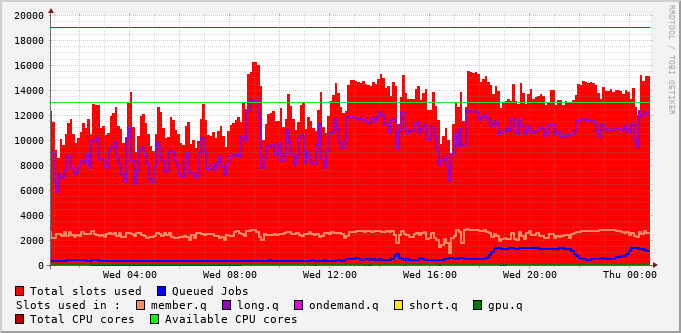 20000
18000
16000
14000
12000
10000
8000
6000
4000
2000
0
Wed 04:00 Wed 08:00 Wed 12:00 Wed 16:00 Wed 20:00 Thu 00:00
RRDTOOL / TOBI OETIKER
Total slots used Queued Jobs
Slots used in : member.q long.q ondemand.q short.q gpu.q
Total CPU cores Available CPU cores